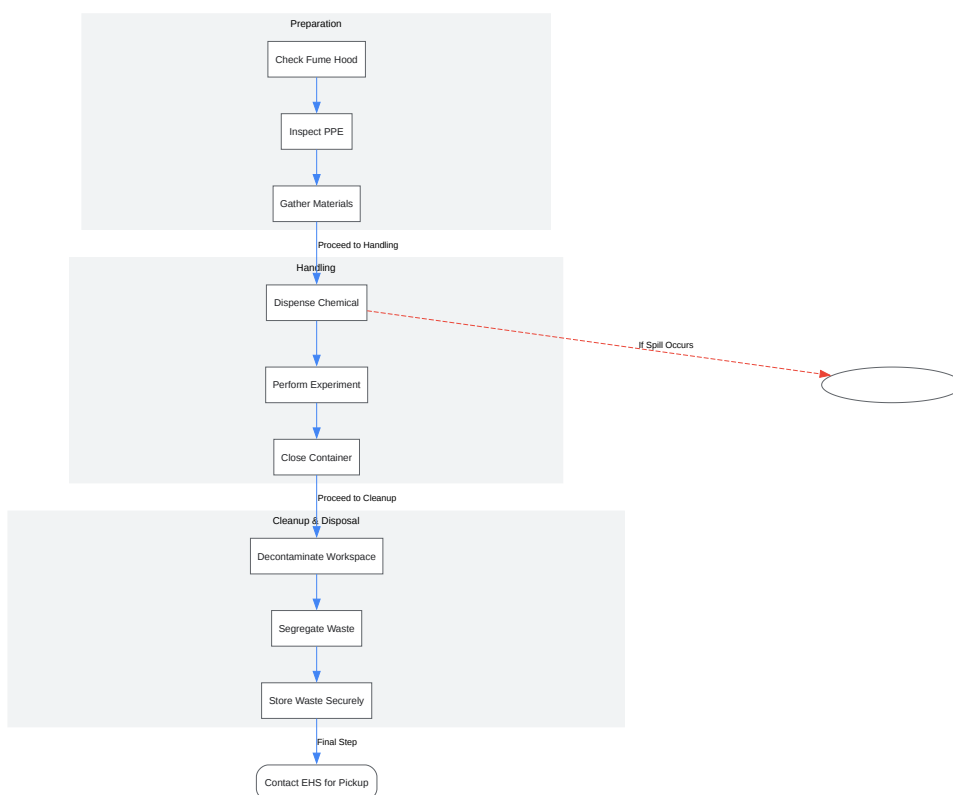 Preparation
Check Fume Hood
Inspect PPE
Gather Materials
Proceed to Handling
Handling
Dispense Chemical
If Spill Occurs
Perform Experiment
Close Container
Proceed to Cleanup
Cleanup & Disposal
Decontaminate Workspace
Segregate Waste
Store Waste Securely
Final Step
Contact EHS for Pickup